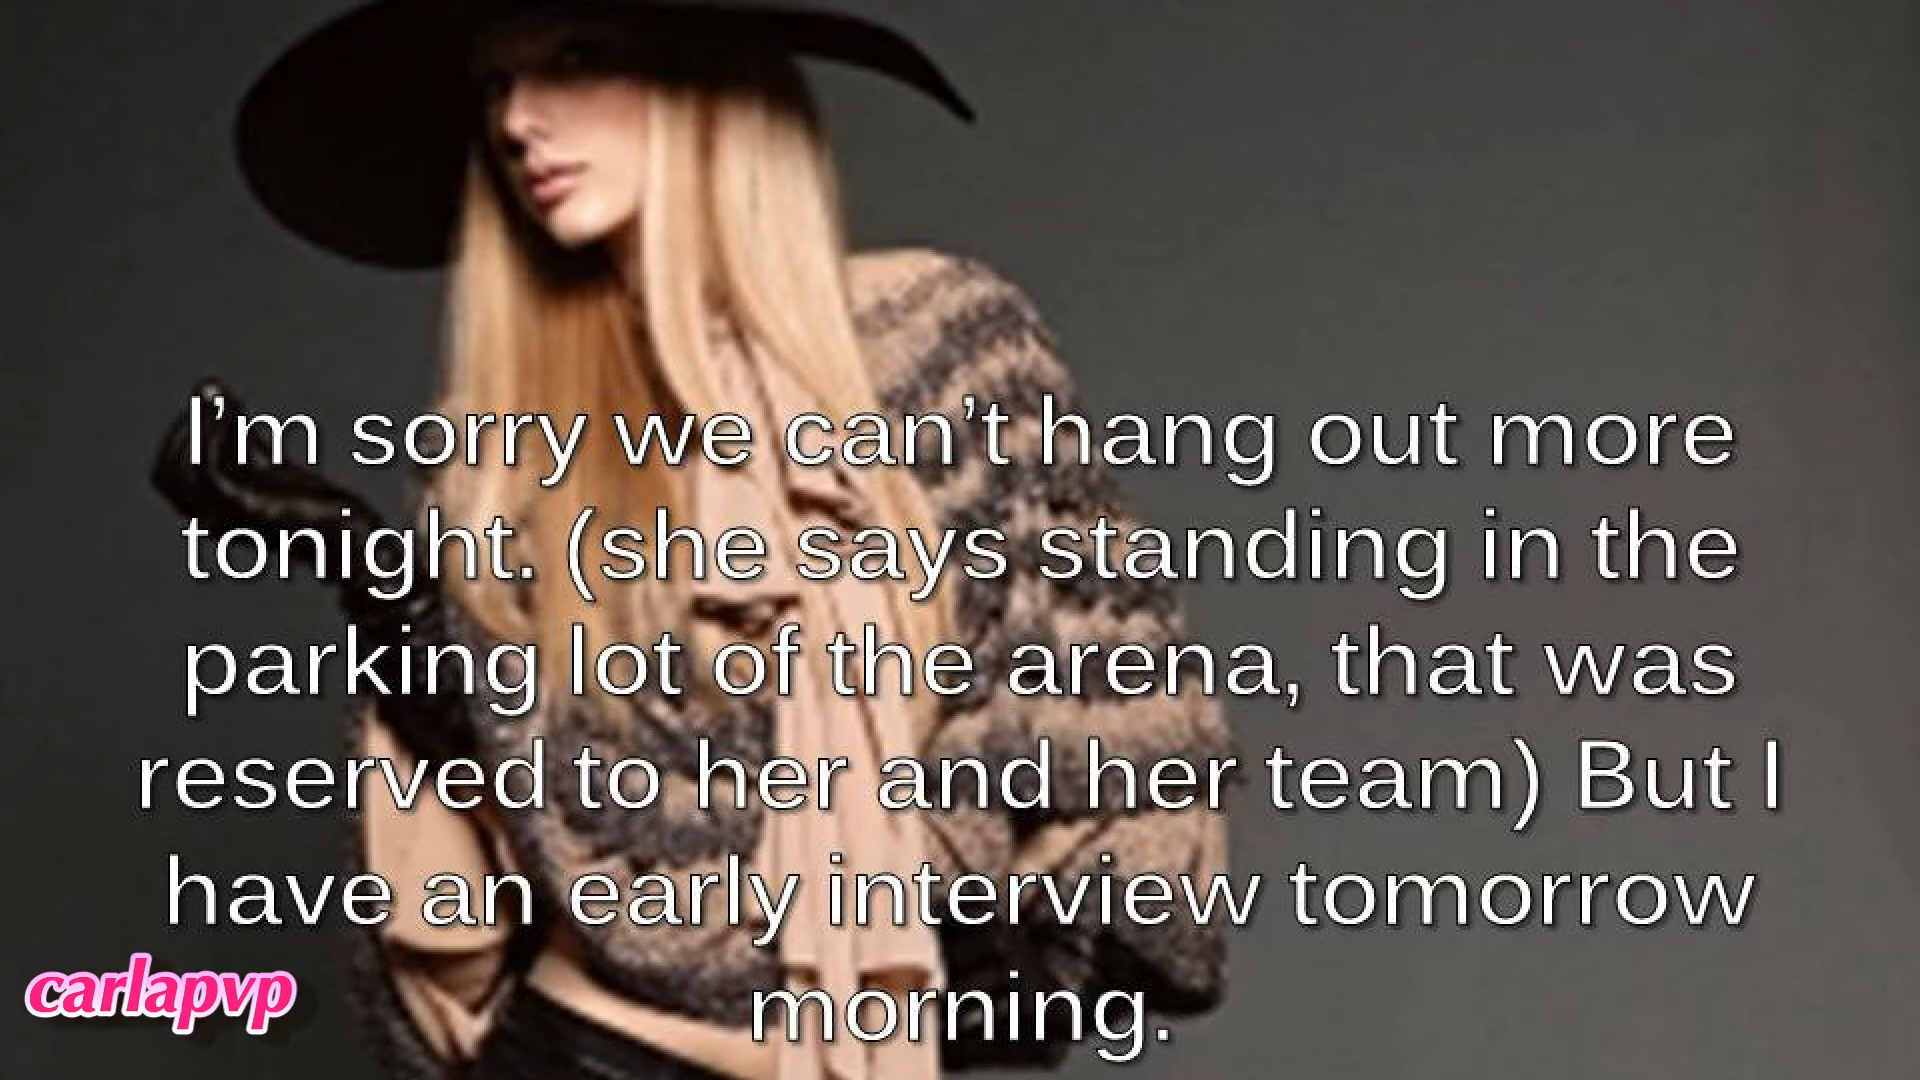 I’m sorry we can’t hang out more
tonight. (she says standing in the
parking lot of the arena, that was
reserved to her and her team) But I
have an early interview tomorrow
morning.
carlapvp